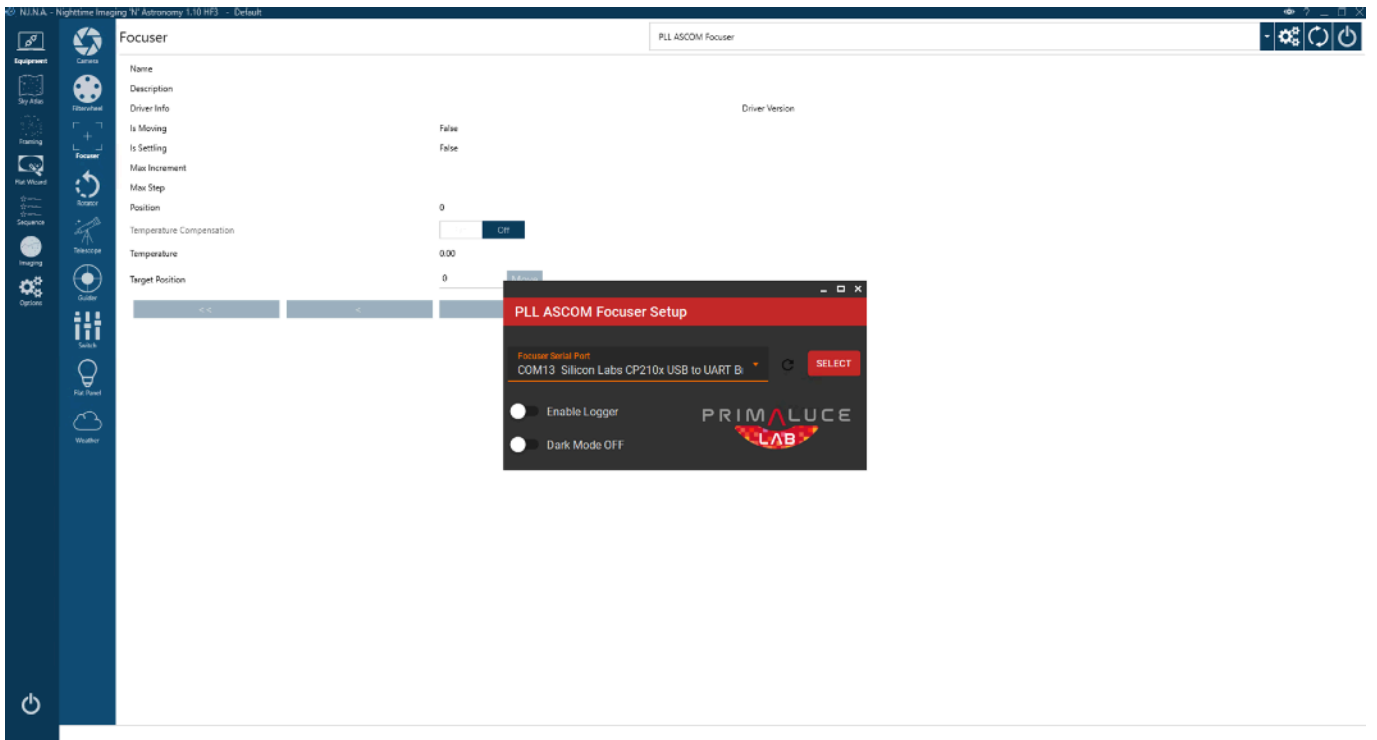 N.I.N.A. - Nighttime Imaging 'N' Astronomy 1.10 HF3 - Default
Equipment
Sky Atlas
Framing
Flat Wizard
Sequence
Imaging
Options
Camera
Filterwheel
Focuser
Rotator
Telescope
Guider
Switch
Flat Panel
Weather
Focuser
PLL ASCOM Focuser
Name
Description
Driver Info
Driver Version
Is Moving
False
Is Settling
False
Max Increment
Max Step
Position
0
Temperature Compensation
Off
Temperature
0.00
Target Position
0
Move
<<
<
PLL ASCOM Focuser Setup
Focuser Serial Port
COM13 Silicon Labs CP210x USB to UART B
SELECT
Enable Logger
Dark Mode OFF
PRIMALUCE
LAB